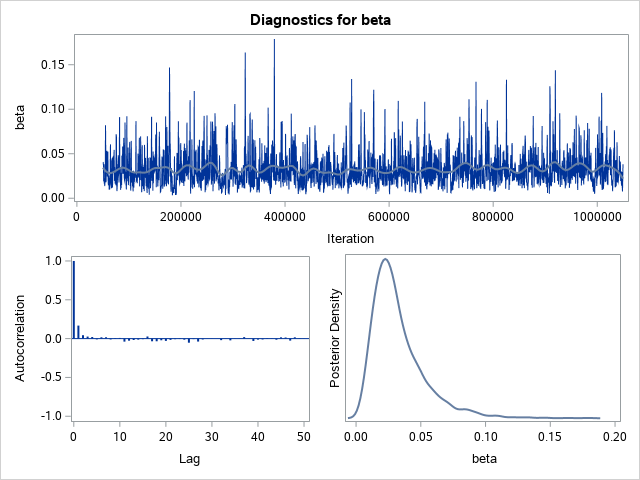 Diagnostics for beta
beta
0.15
0.10
0.05
0.00
0 200000 400000 600000 800000 1000000
Iteration
Autocorrelation
1.0
0.5
0.0
-0.5
-1.0
0 10 20 30 40 50
Lag
Posterior Density
0.00 0.05 0.10 0.15 0.20
beta